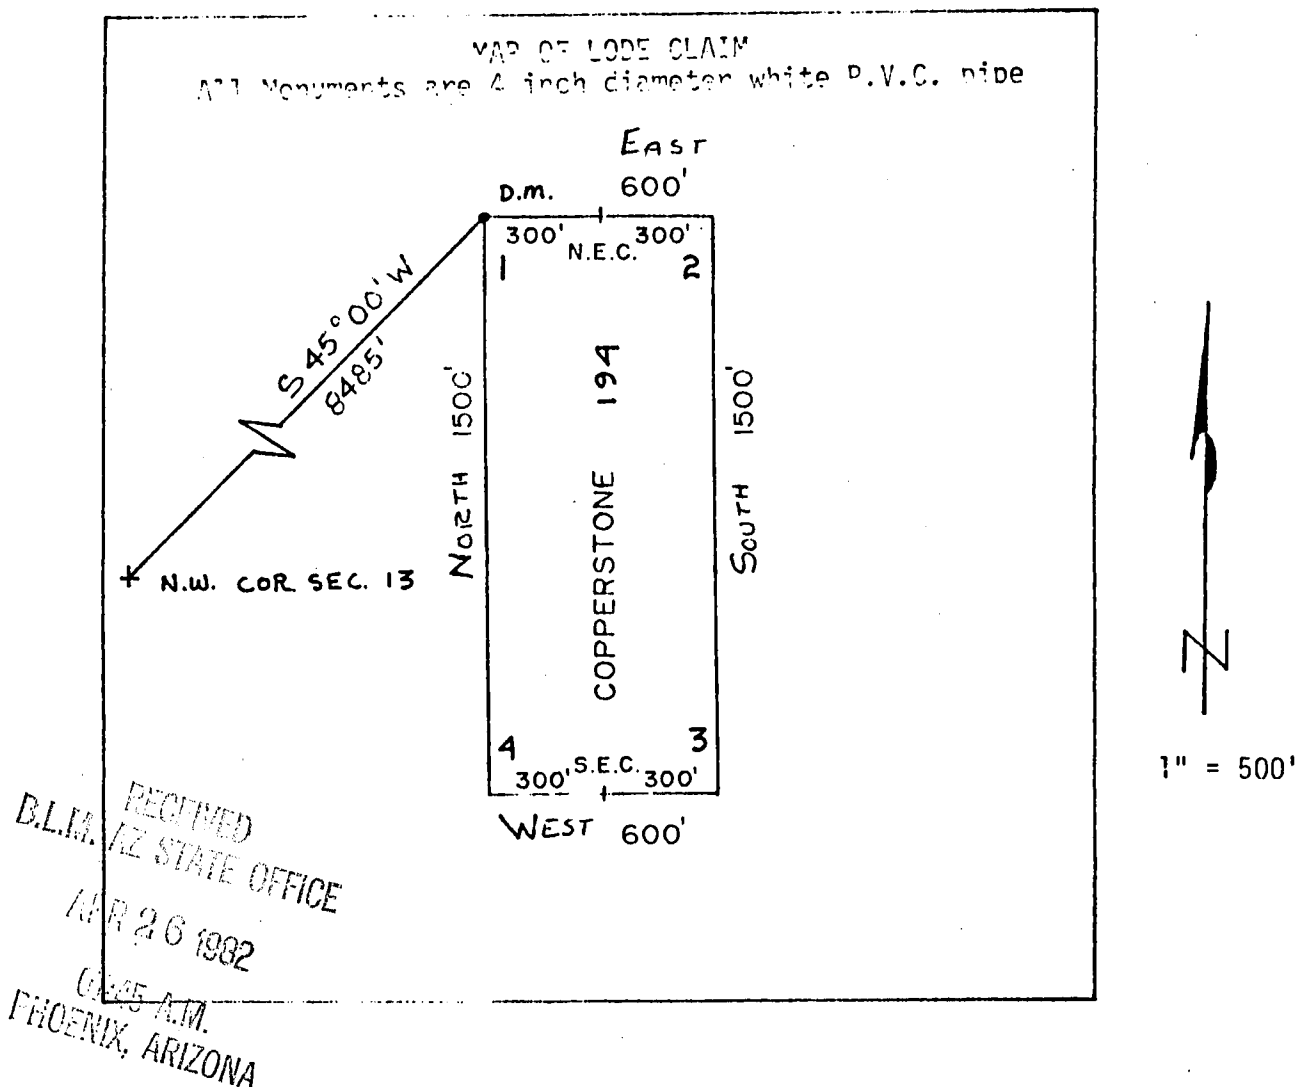 MAP OF LODE CLAIM
All Monuments are 4 inch diameter white P.V.C. pipe
EAST
600'
D.M.
300' 300'
N.E.C.
1 2
S 45°00' W
8485'
NORTH 1500'
COPPERSTONE 194
SOUTH 1500'
N.W. COR SEC. 13
4 3
300' S.E.C. 300'
WEST 600'
N
1" = 500'
RECEIVED
B.L.M. AZ STATE OFFICE
APR 26 1982
45 A.M.
PHOENIX, ARIZONA